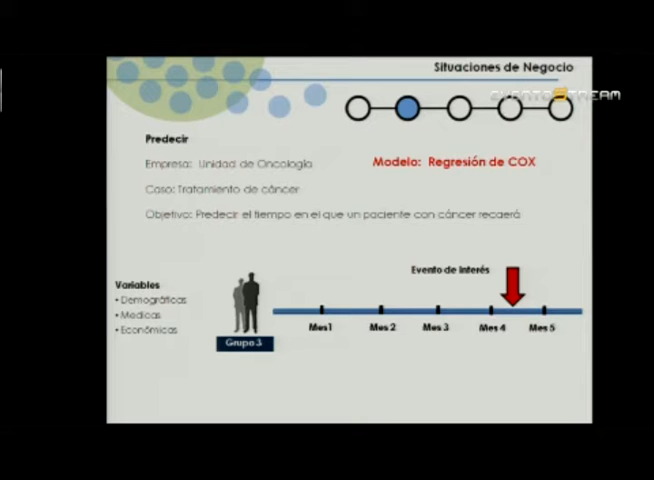 Situaciones de Negocio
Predecir
Empresa: Unidad de Oncología
Modelo: Regresión de COX
Caso: Tratamiento de cáncer
Objetivo: Predecir el tiempo en el que un paciente con cáncer recaerá
Evento de Interés
Variables
• Demográficas
• Medicas
• Económicas
Mes1
Mes 2
Mes 3
Mes 4
Mes 5
Grupo 3